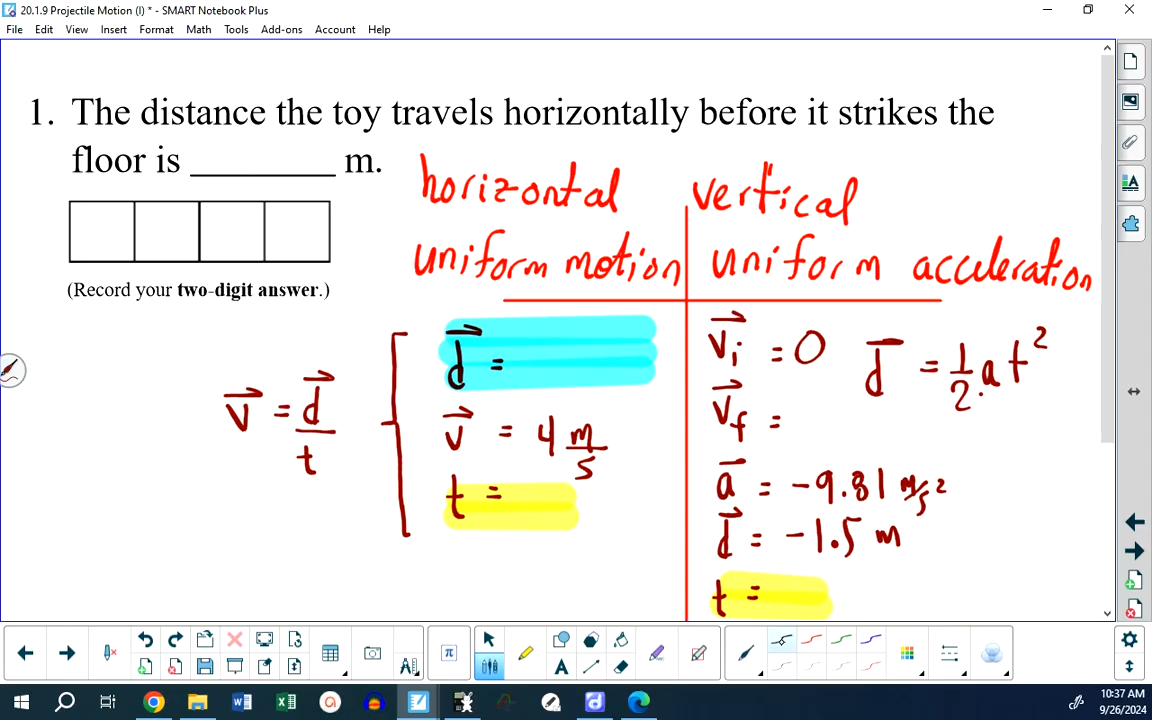 20.1.9 Projectile Motion (I) * - SMART Notebook Plus
File Edit View Insert Format Math Tools Add-ons Account Help
1. The distance the toy travels horizontally before it strikes the
floor is ________ m.
(Record your two-digit answer.)
horizontal
uniform motion
vertical
uniform acceleration
v⃗ = d⃗/t
d⃗ =
v⃗ = 4 m/s
t =
v⃗i = 0
d⃗ = 1/2 a t²
v⃗f =
a⃗ = -9.81 m/s²
d⃗ = -1.5 m
t =
10:37 AM
9/26/2024